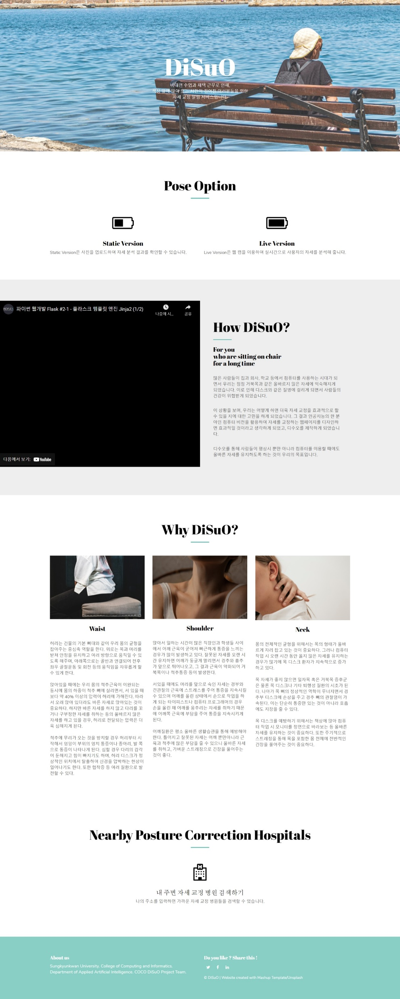 DiSuO
비대면 수업과 재택 근무로 인해,
책상 앞에 앉아 있는 시간이 길어진 여러분들을 위한
자세 교정 알림 서비스입니다.
Pose Option
Static Version
Static Version은 사진을 업로드하여 자세 분석 결과를 확인할 수 있습니다.
Live Version
Live Version은 웹 캠을 이용하여 실시간으로 사용자의 자세를 분석해 줍니다.
파이썬 웹개발 Flask #2-1 - 플라스크 템플릿 엔진 Jinja2 (1/2)
나중에 시...
공유
다음에서 보기: YouTube
How DiSuO?
For you
who are sitting on chair
for a long time
많은 사람들이 집과 회사, 학교 등에서 컴퓨터를 사용하는 시대가 되
면서 우리는 점점 거북목과 같은 올바르지 않은 자세에 익숙해지게
되었습니다. 이로 인해 디스크와 같은 질병에 걸리게 되면서 사람들의
건강이 위협받게 되었습니다.
이 상황을 보며, 우리는 어떻게 하면 더욱 자세 교정을 효과적으로 할
수 있을 지에 대한 고민을 하게 되었습니다. 그 결과 인공지능의 한 분
야인 컴퓨터 비전을 활용하여 자세를 교정하는 웹페이지를 디자인하
면 효과적일 것이라고 생각하게 되었고, 디수오를 제작하게 되었습니
다.
디수오를 통해 사람들이 평상시 뿐만 아니라 컴퓨터를 이용할 때에도
올바른 자세를 유지하도록 하는 것이 우리의 목표입니다.
Why DiSuO?
Waist
허리는 건물의 기본 뼈대와 같이 우리 몸의 균형을
잡아주는 중심축 역할을 한다. 위로는 목과 머리를
받쳐 안정을 유지하고 여러 방향으로 움직일 수 있
도록 해주며, 아래쪽으로는 골반과 연결되어 전후
좌우 굴절운동 및 회전 등의 움직임을 자유롭게 할
수 있게 한다.
앉아있을 때에는 우리 몸의 척추근육이 이완되는
동시에 몸의 하중이 척추 뼈에 실리면서, 서 있을 때
보다 약 40% 이상의 압력이 허리에 가해진다. 따라
서 오래 앉아 있더라도 바른 자세로 앉아있는 것이
중요하다. 하지만 바른 자세를 하지 않고 다리를 꼬
거나 구부정한 자세를 취하는 등의 올바르지 않은
자세를 하고 있을 경우, 허리로 전달되는 압력은 더
욱 심해지게 된다.
척추에 무리가 오는 것을 방치할 경우 허리부터 시
작해서 엉덩이 부위의 엉치 통증이나 종아리, 발 쪽
으로 통증이 나타나게 된다. 심할 경우 다리의 감각
이 둔해지고 힘이 빠지기도 하며, 허리 디스크가 정
상적인 위치에서 탈출하여 신경을 압박하는 현상이
일어나기도 한다. 또한 협착증 등 여러 질환으로 발
전할 수 있다.
Shoulder
앉아서 일하는 시간이 많은 직장인과 학생들 사이
에서 어깨 근육이 굳어져 뻐근하게 통증을 느끼는
경우가 많이 발생하고 있다. 잘못된 자세를 오랜 시
간 유지하면 어깨가 둥글게 말리면서 경추와 흉추
가 앞으로 튀어나오고, 그 결과 근육이 약화되어 거
북목이나 척추통증 등이 발생한다.
서있을 때에도 머리를 앞으로 숙인 자세는 경부와
견관절의 근육에 스트레스를 주어 통증을 지속시킬
수 있으며 어깨를 올린 상태에서 손으로 작업을 하
게 되는 타이피스트나 컴퓨터 프로그래머의 경우
손을 올린 채 어깨를 움추리는 자세를 취하기 때문
에 어깨쪽 근육에 부담을 주어 통증을 지속시키게
된다.
어깨질환은 평소 올바른 생활습관을 통해 예방해야
한다. 틀어지고 잘못된 자세는 어깨 뿐만아니라 근
육과 척추에 많은 부담을 줄 수 있으니 올바른 자세
를 취하고, 가벼운 스트레칭으로 긴장을 풀어주는
것이 좋다.
Neck
몸의 전체적인 균형을 위해서는 목의 형태가 올바
르게 자리 잡고 있는 것이 중요하다. 그러나 컴퓨터
작업 시 오랜 시간 동안 옳지 않은 자세를 유지하는
경우가 많기에 목 디스크 환자가 지속적으로 증가
하고 있다.
목 자세가 좋지 않으면 일자목 혹은 거북목 증후군
은 물론 목 디스크나 기타 퇴행성 질환의 시초가 된
다. 나아가 목 뼈의 정상적인 역학이 무너지면서 경
추부 디스크에 손상을 주고 경추 뼈의 관절염이 가
속된다. 이는 단순히 통증만 있는 것이 아니라 호흡
에도 지장을 줄 수 있다.
목 디스크를 예방하기 위해서는 책상에 앉아 컴퓨
터 작업 시 모니터를 정면으로 바라보는 등 올바른
자세를 유지하는 것이 중요하다. 또한 주기적으로
스트레칭을 통해 목을 포함한 몸 전체에 전반적인
긴장을 풀어주는 것이 중요하다.
Nearby Posture Correction Hospitals
내 주변 자세 교정 병원 검색하기
나의 주소를 입력하면 가까운 자세 교정 병원들을 검색할 수 있습니다.
About us
Sungkyunkwan University. College of Computing and Informatics.
Department of Applied Artificial Intelligence. COCO DiSuO Project Team.
Do you like ? Share this !
© DiSuO | Website created with Mashup Template/Unsplash